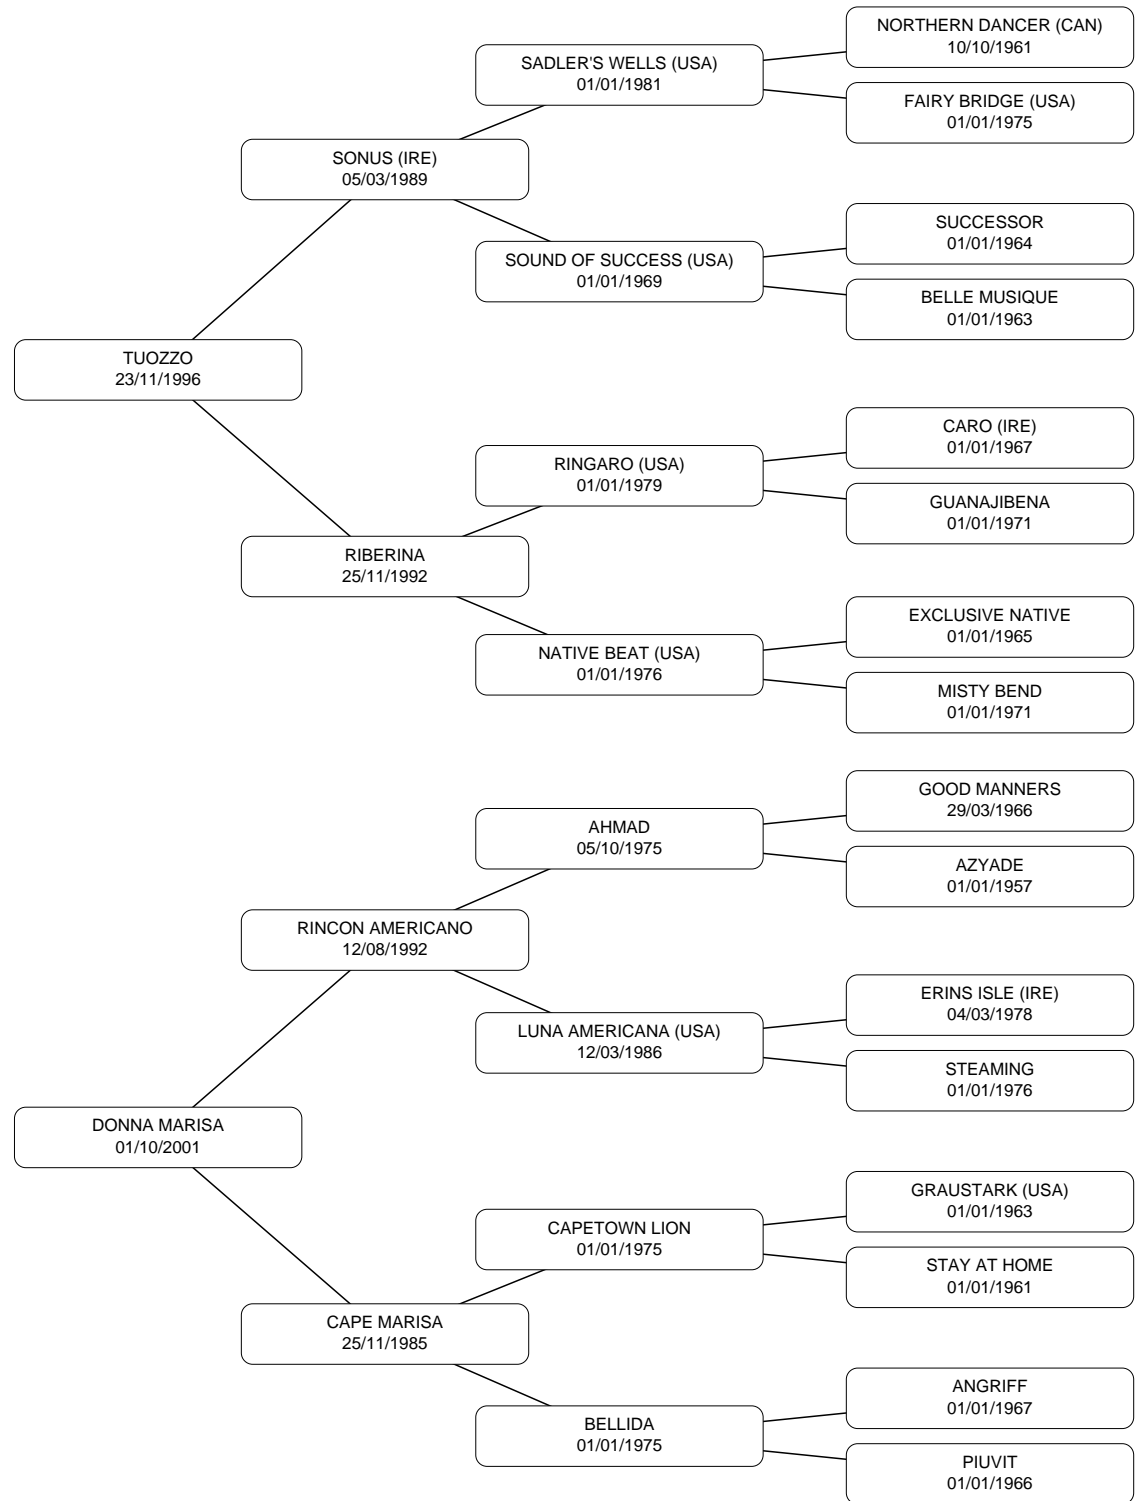 NORTHERN DANCER (CAN)
10/10/1961
SADLER'S WELLS (USA)
01/01/1981
FAIRY BRIDGE (USA)
01/01/1975
SONUS (IRE)
05/03/1989
SUCCESSOR
01/01/1964
SOUND OF SUCCESS (USA)
01/01/1969
BELLE MUSIQUE
01/01/1963
TUOZZO
23/11/1996
CARO (IRE)
01/01/1967
RINGARO (USA)
01/01/1979
GUANAJIBENA
01/01/1971
RIBERINA
25/11/1992
EXCLUSIVE NATIVE
01/01/1965
NATIVE BEAT (USA)
01/01/1976
MISTY BEND
01/01/1971
GOOD MANNERS
29/03/1966
AHMAD
05/10/1975
AZYADE
01/01/1957
RINCON AMERICANO
12/08/1992
ERINS ISLE (IRE)
04/03/1978
LUNA AMERICANA (USA)
12/03/1986
STEAMING
01/01/1976
DONNA MARISA
01/10/2001
GRAUSTARK (USA)
01/01/1963
CAPETOWN LION
01/01/1975
STAY AT HOME
01/01/1961
CAPE MARISA
25/11/1985
ANGRIFF
01/01/1967
BELLIDA
01/01/1975
PIUVIT
01/01/1966